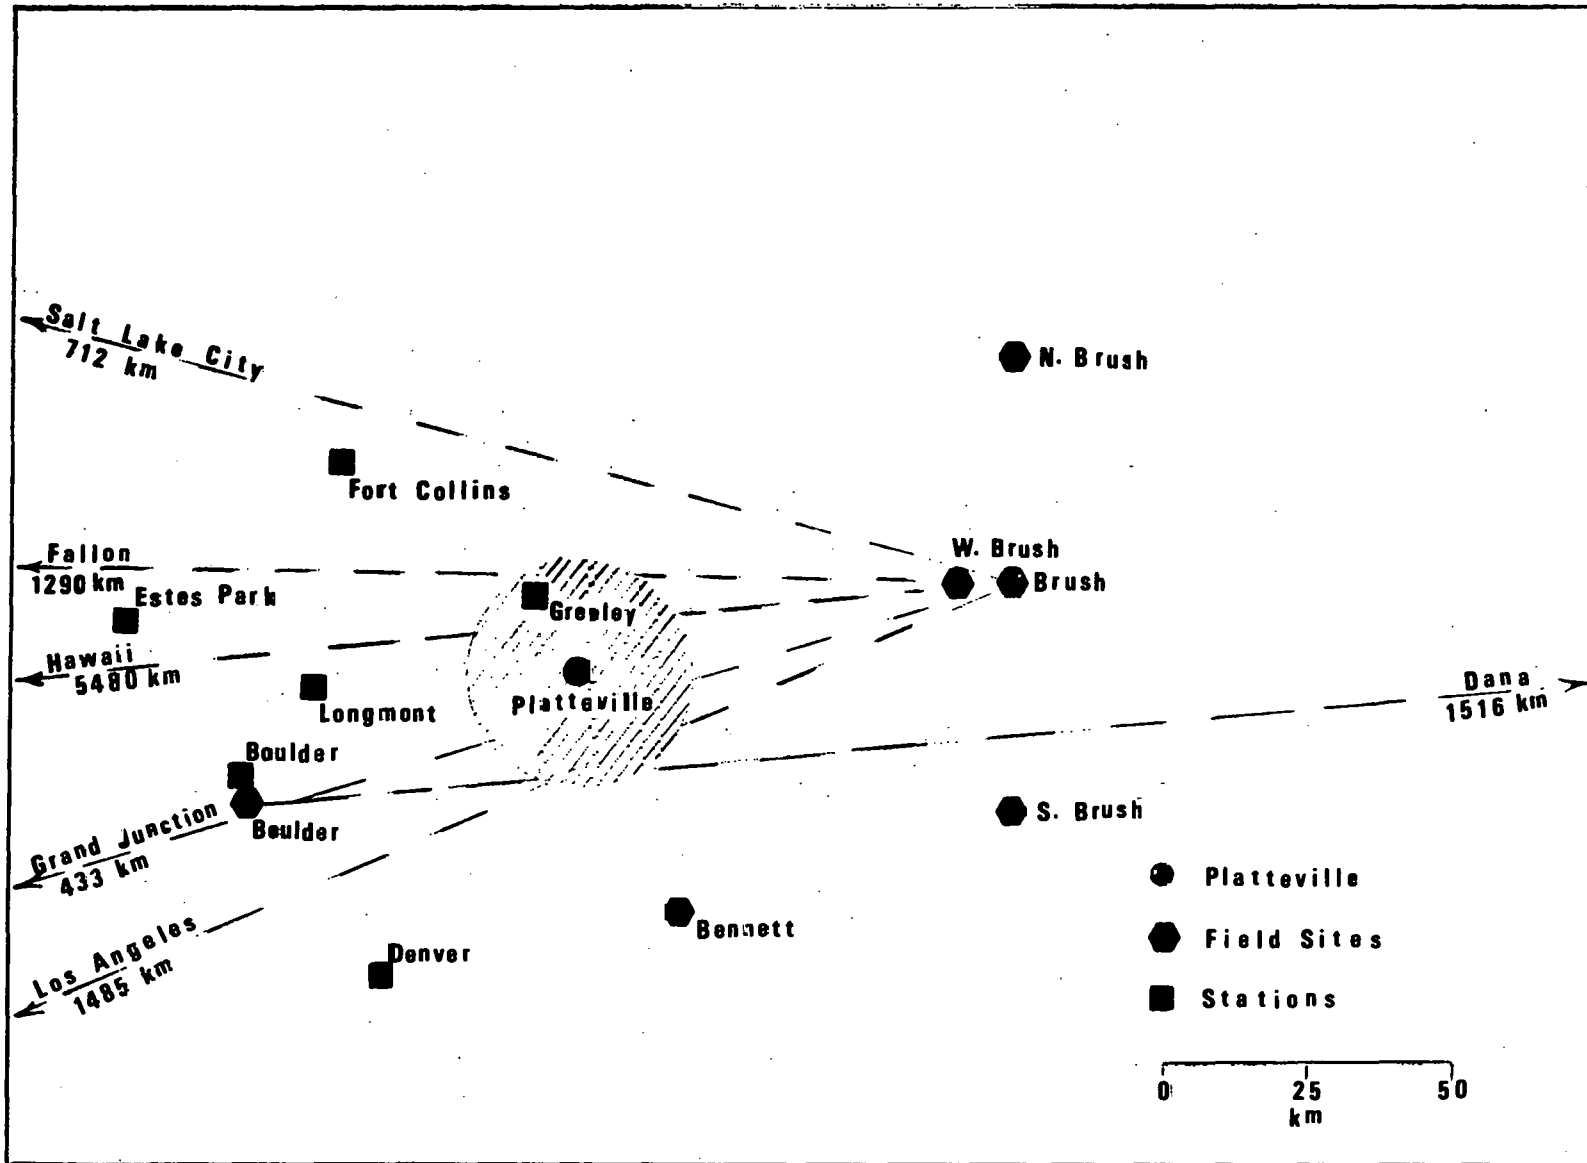 Salt Lake City
712 km
N. Brush
Fort Collins
W. Brush
Brush
Fallon
1290 km
Estes Park
Greeley
Hawaii
5480 km
Platteville
Longmont
Dana
1516 km
Boulder
Boulder
S. Brush
Grand Junction
433 km
Platteville
Bennett
Field Sites
Los Angeles
1485 km
Denver
Stations
0 25 50
km